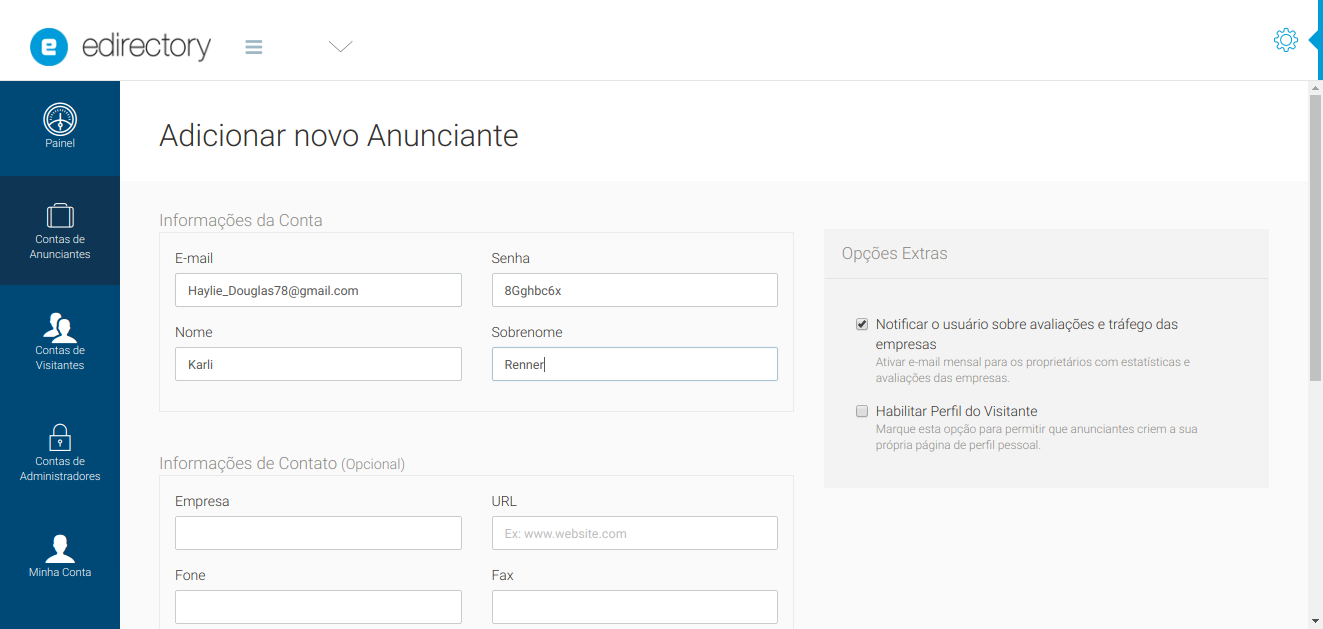 edirectory
Painel
Contas de
Anunciantes
Contas de
Visitantes
Contas de
Administradores
Minha Conta
Adicionar novo Anunciante
Informações da Conta
E-mail
Senha
Haylie_Douglas78@gmail.com
8Gghbc6x
Nome
Sobrenome
Karli
Renner
Informações de Contato (Opcional)
Empresa
URL
Ex: www.website.com
Fone
Fax
Opções Extras
Notificar o usuário sobre avaliações e tráfego das
empresas
Ativar e-mail mensal para os proprietários com estatísticas e
avaliações das empresas.
Habilitar Perfil do Visitante
Marque esta opção para permitir que anunciantes criem a sua
própria página de perfil pessoal.